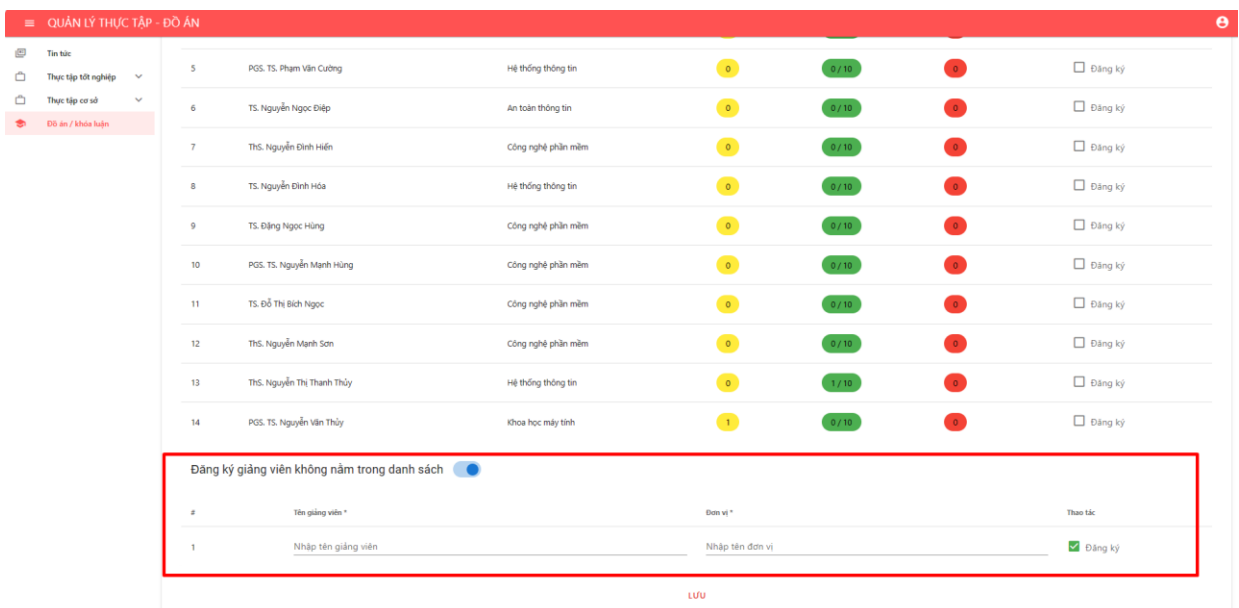 QUẢN LÝ THỰC TẬP - ĐỒ ÁN
Tin tức
Thực tập tốt nghiệp
Thực tập cơ sở
Đồ án / khóa luận
5 PGS. TS. Phạm Văn Cường Hệ thống thông tin 0 0 / 10 0 Đăng ký
6 TS. Nguyễn Ngọc Điệp An toàn thông tin 0 0 / 10 0 Đăng ký
7 ThS. Nguyễn Đình Hiến Công nghệ phần mềm 0 0 / 10 0 Đăng ký
8 TS. Nguyễn Đình Hóa Hệ thống thông tin 0 0 / 10 0 Đăng ký
9 TS. Đặng Ngọc Hùng Công nghệ phần mềm 0 0 / 10 0 Đăng ký
10 PGS. TS. Nguyễn Mạnh Hùng Công nghệ phần mềm 0 0 / 10 0 Đăng ký
11 TS. Đỗ Thị Bích Ngọc Công nghệ phần mềm 0 0 / 10 0 Đăng ký
12 ThS. Nguyễn Mạnh Sơn Công nghệ phần mềm 0 0 / 10 0 Đăng ký
13 ThS. Nguyễn Thị Thanh Thủy Hệ thống thông tin 0 1 / 10 0 Đăng ký
14 PGS. TS. Nguyễn Văn Thủy Khoa học máy tính 1 0 / 10 0 Đăng ký
Đăng ký giảng viên không nằm trong danh sách
# Tên giảng viên * Đơn vị * Thao tác
1 Nhập tên giảng viên Nhập tên đơn vị Đăng ký
LƯU